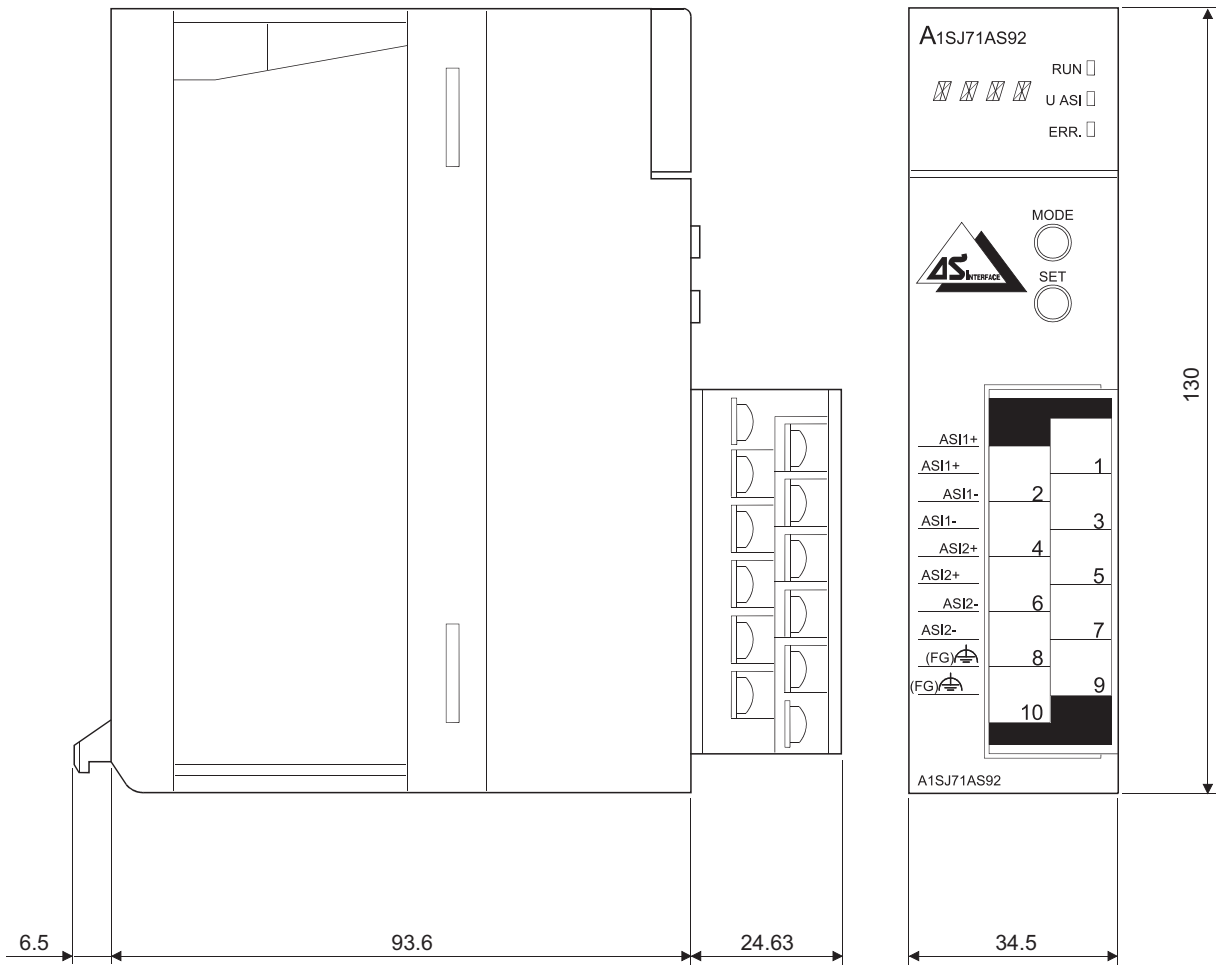 A1SJ71AS92
RUN
U ASI
ERR.
MODE
AS INTERFACE
SET
130
ASI1+
ASI1+ 1
ASI1- 2
ASI1- 3
ASI2+ 4
ASI2+ 5
ASI2- 6
ASI2- 7
(FG) 8
(FG) 9
10
A1SJ71AS92
6.5 93.6 24.63 34.5